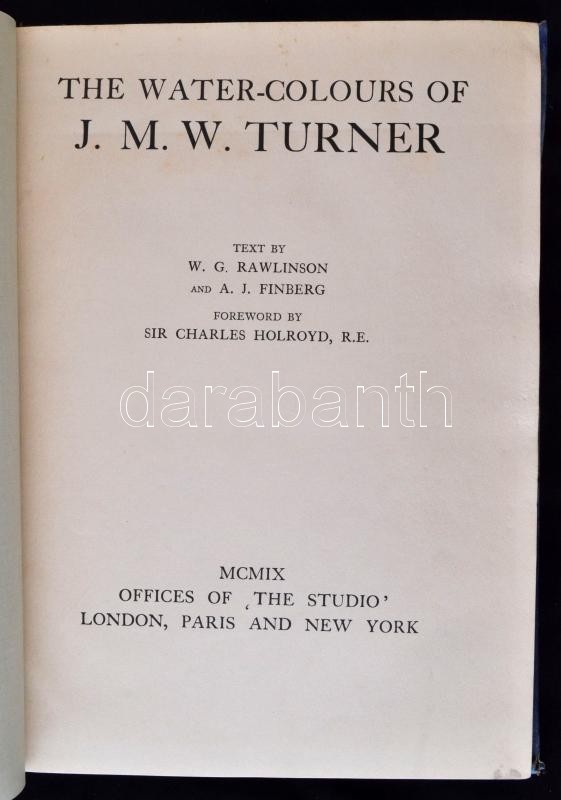 THE WATER-COLOURS OF
J. M. W. TURNER
TEXT BY
W. G. RAWLINSON
AND A. J. FINBERG
FOREWORD BY
SIR CHARLES HOLROYD, R.E.
darabanth
MCMIX
OFFICES OF ‘THE STUDIO’
LONDON, PARIS AND NEW YORK